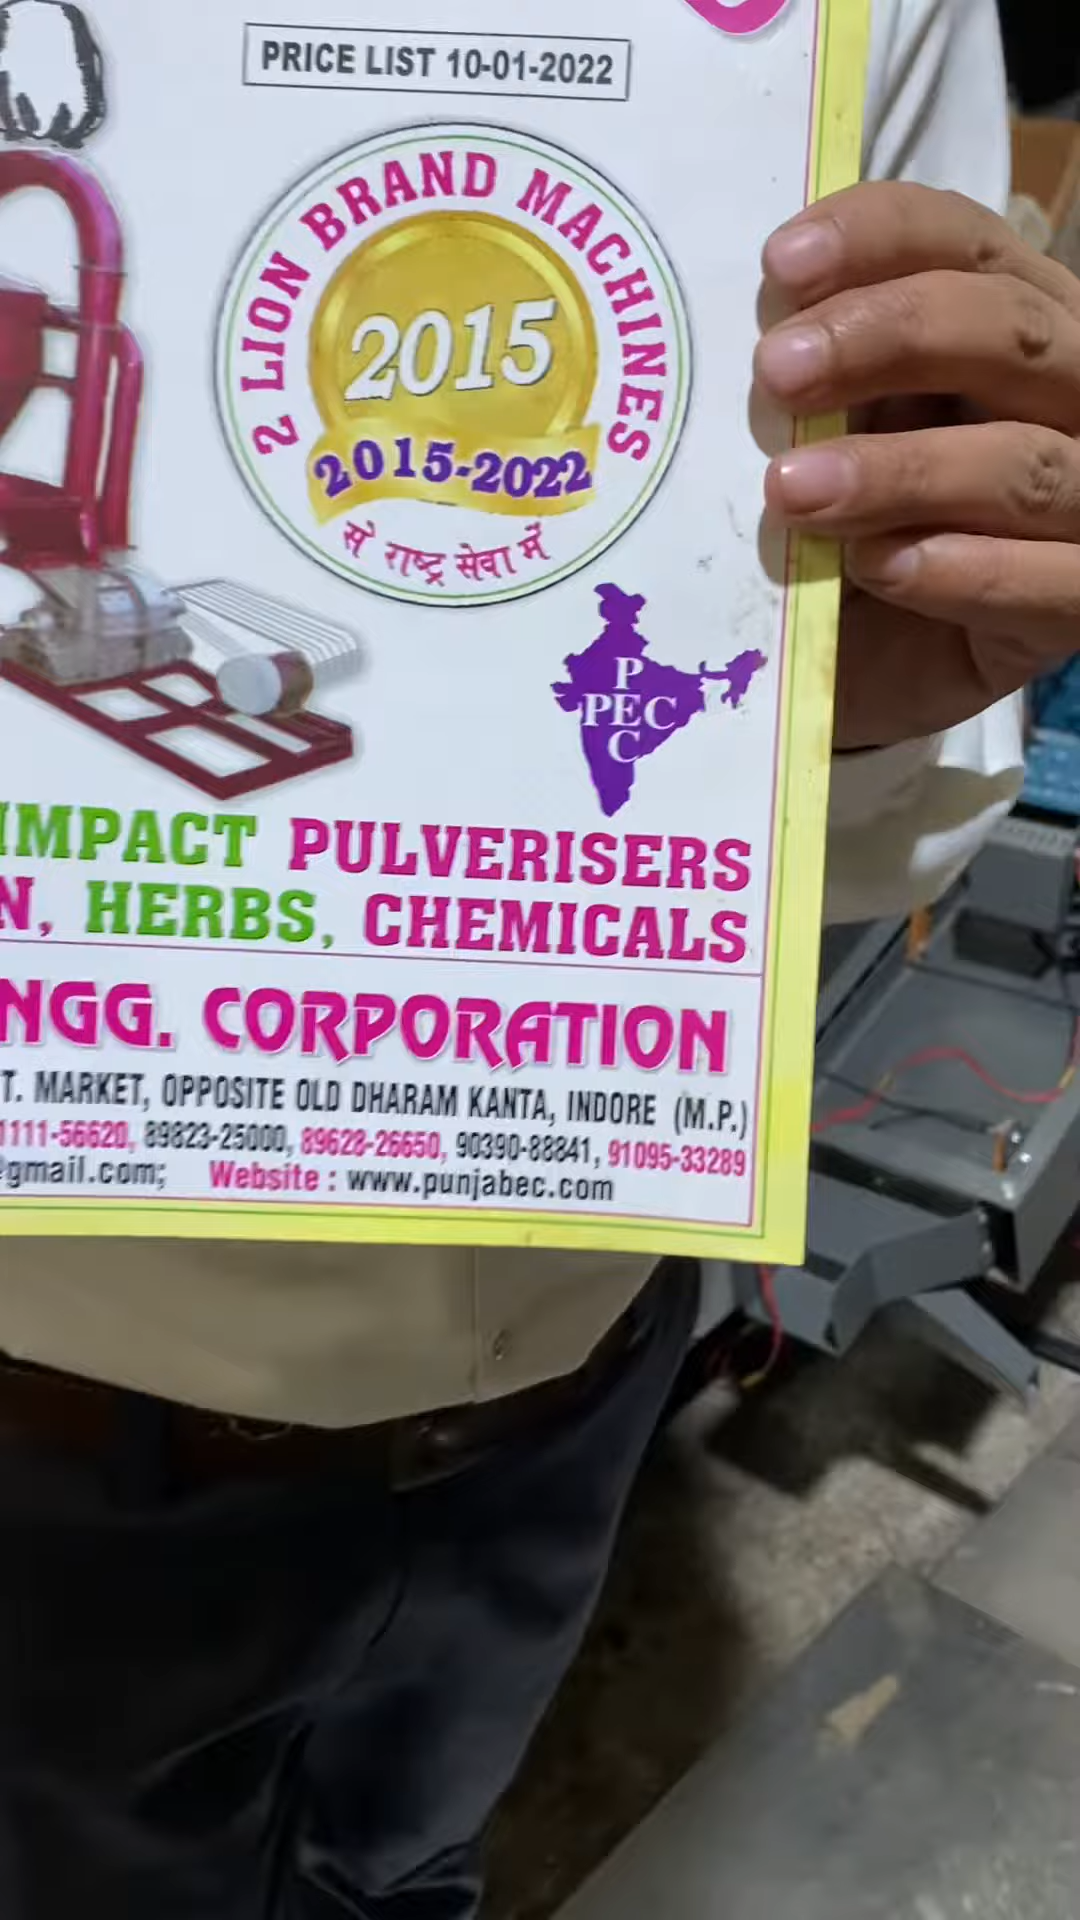 PRICE LIST 10-01-2022
2 LION BRAND MACHINES
2015
2015-2022
से राष्ट्र सेवा में
P
PEC
C
IMPACT PULVERISERS
HERBS, CHEMICALS
CORPORATION
MARKET, OPPOSITE OLD DHARAM KANTA, INDORE (M.P.)
1111-56620, 89823-25000, 89628-26650, 90390-88841, 91095-33289
gmail.com; Website : www.punjabec.com